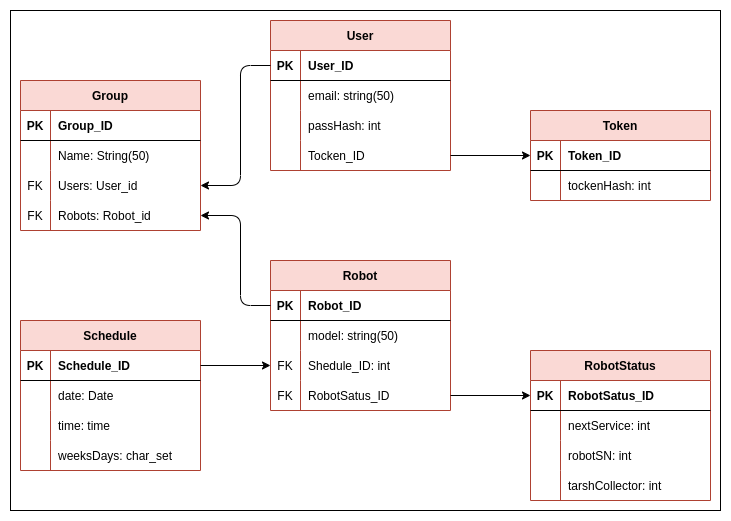 User
PK User_ID
email: string(50)
passHash: int
Tocken_ID
Group
PK Group_ID
Name: String(50)
FK Users: User_id
FK Robots: Robot_id
Token
PK Token_ID
tockenHash: int
Robot
PK Robot_ID
model: string(50)
FK Shedule_ID: int
FK RobotSatus_ID
Schedule
PK Schedule_ID
date: Date
time: time
weeksDays: char_set
RobotStatus
PK RobotSatus_ID
nextService: int
robotSN: int
tarshCollector: int